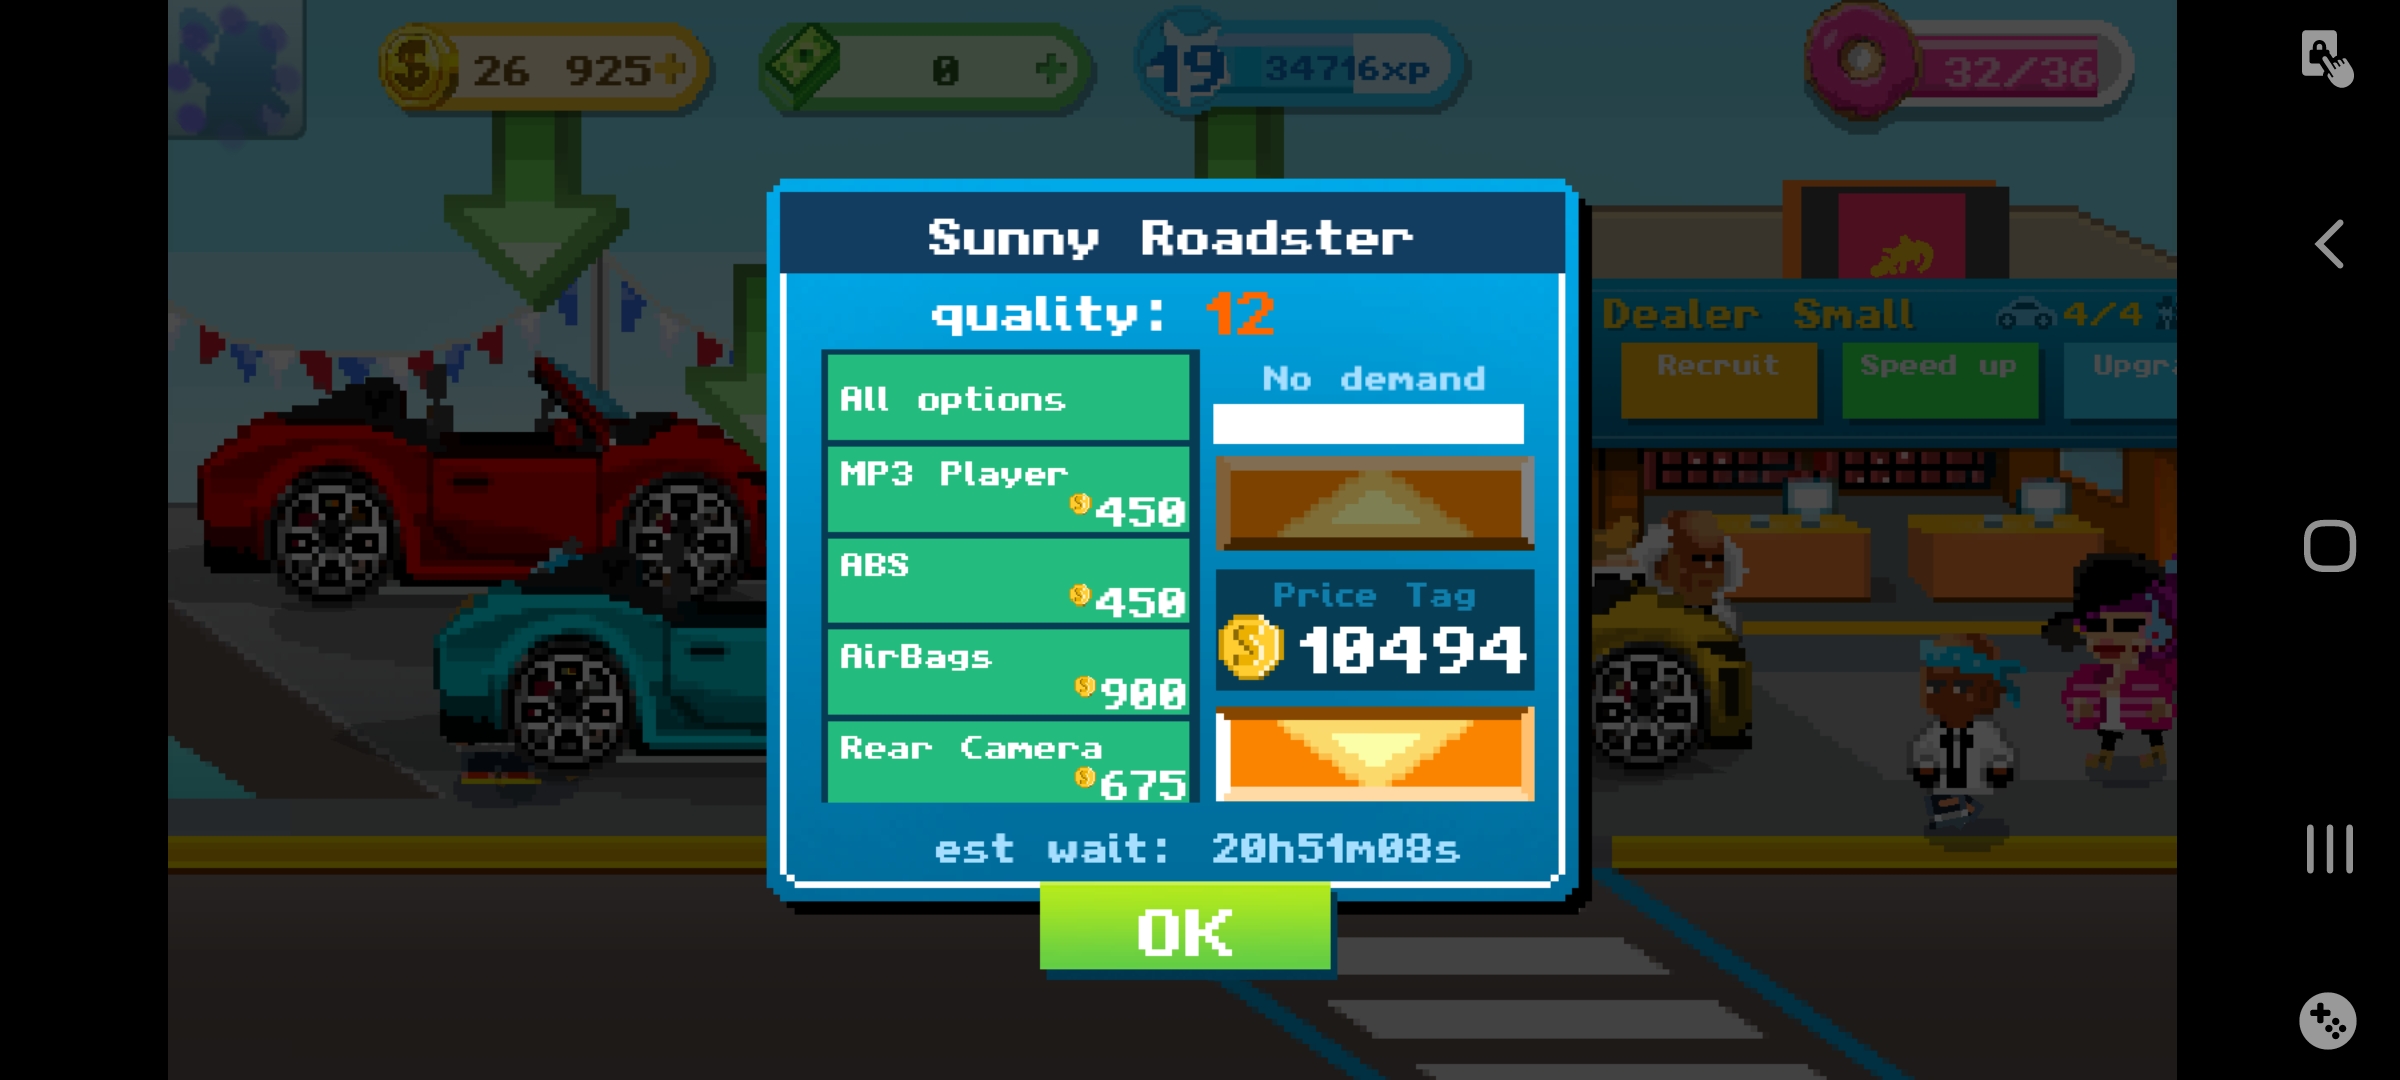 26 925+
0 +
19 34716xp
32/36
Sunny Roadster
quality: 12
All options
MP3 Player
450
ABS
450
AirBags
900
Rear Camera
675
No demand
Price Tag
10494
est wait: 20h51m08s
OK
Dealer Small 4/4
Recruit
Speed up